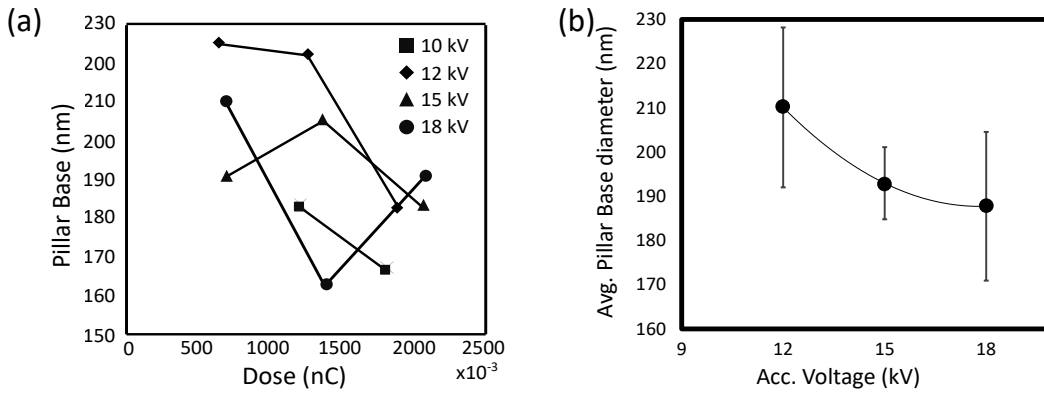 (a)
230
220
210
200
190
180
170
160
150
Pillar Base (nm)
10 kV
12 kV
15 kV
18 kV
0 500 1000 1500 2000 2500
Dose (nC)
x10-3
(b)
230
220
210
200
190
180
170
160
Avg. Pillar Base diameter (nm)
9 12 15 18
Acc. Voltage (kV)